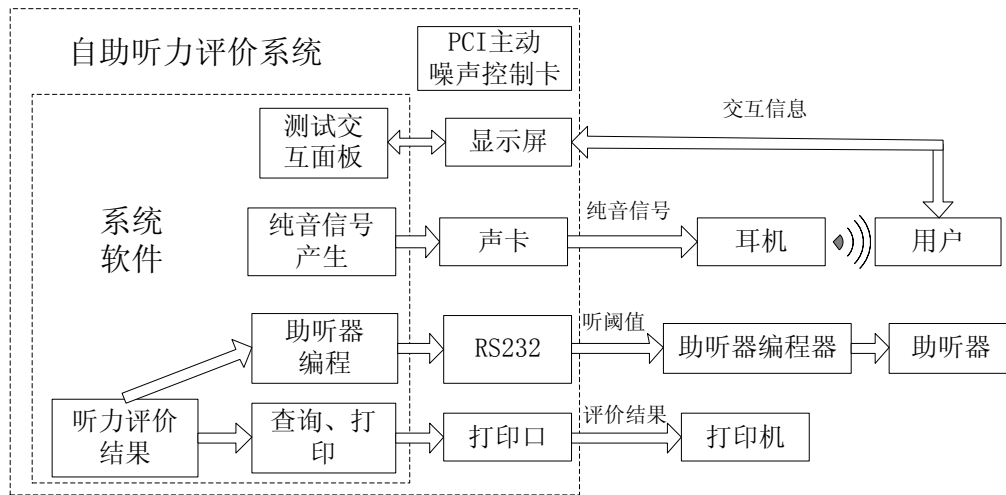 自助听力评价系统
PCI主动
噪声控制卡
交互信息
测试交
互面板
显示屏
系统
软件
纯音信号
产生
声卡
纯音信号
耳机
用户
助听器
编程
RS232
听阈值
助听器编程器
助听器
听力评价
结果
查询、打
印
打印口
评价结果
打印机